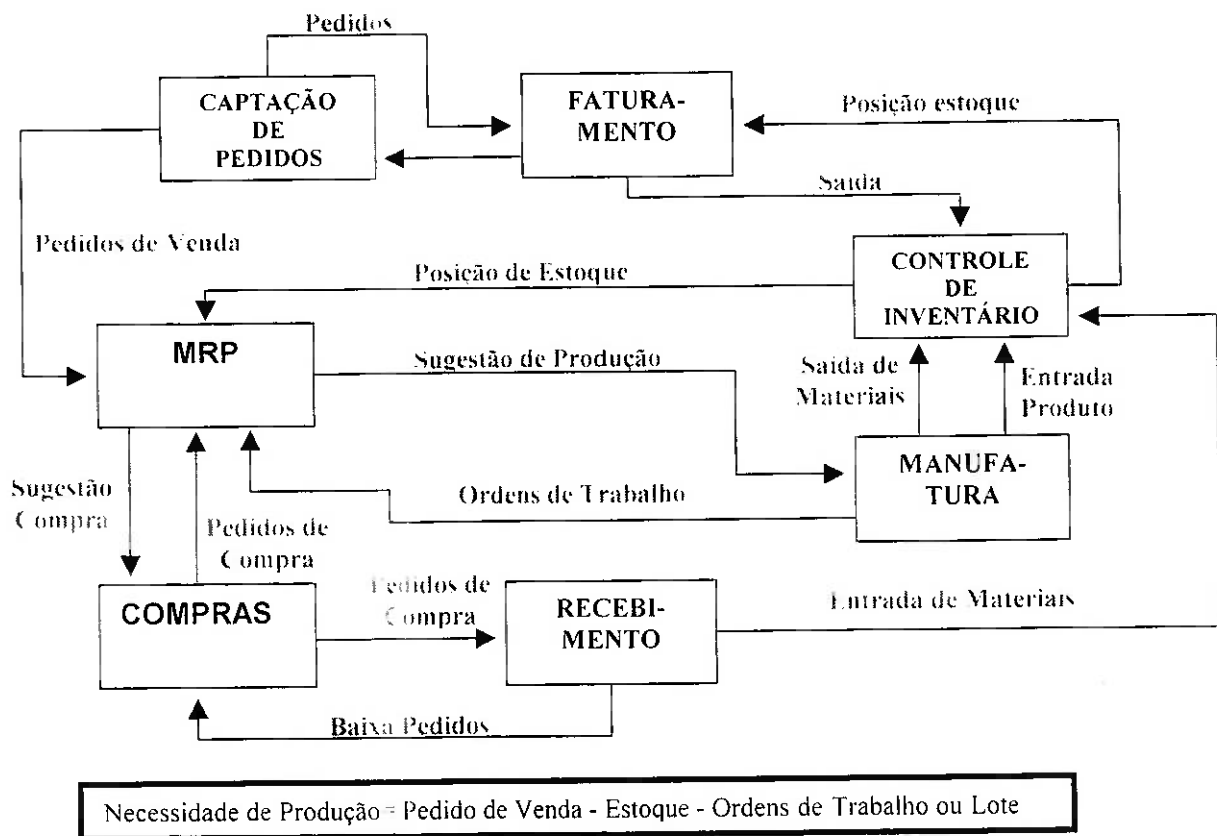 Pedidos
CAPTAÇÃO
DE
PEDIDOS
FATURA-
MENTO
Posição estoque
Saída
Pedidos de Venda
Posição de Estoque
CONTROLE
DE
INVENTÁRIO
MRP
Sugestão de Produção
Saída de
Materiais
Entrada
Produto
MANUFA-
TURA
Ordens de Trabalho
Sugestão
Compra
Pedidos de
Compra
COMPRAS
Pedidos de
Compra
RECEBI-
MENTO
Entrada de Materiais
Baixa Pedidos
Necessidade de Produção = Pedido de Venda - Estoque - Ordens de Trabalho ou Lote